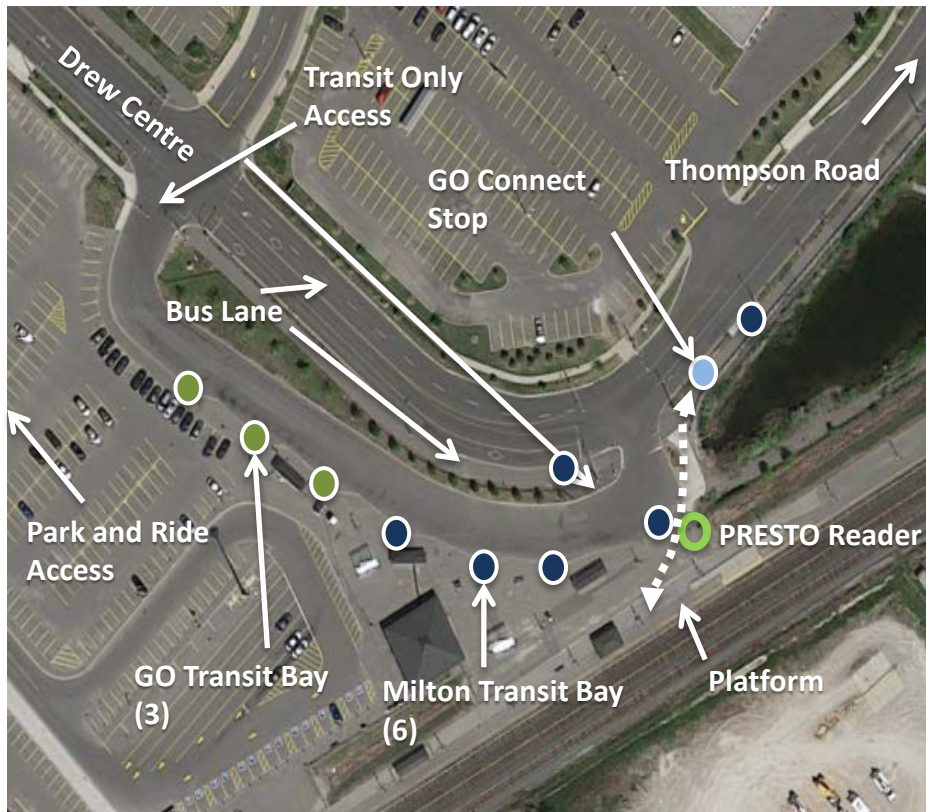 Drew Centre
Transit Only
Access
GO Connect
Stop
Thompson Road
Bus Lane
Park and Ride
Access
PRESTO Reader
GO Transit Bay
(3)
Milton Transit Bay
(6)
Platform